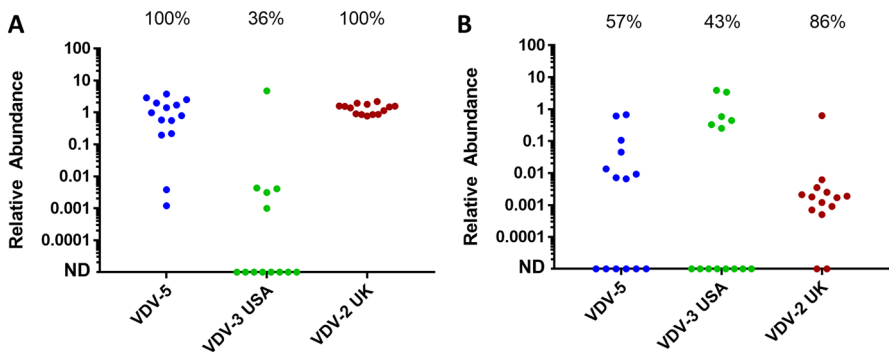 A
100% 36% 100%
Relative Abundance
100
10
1
0.1
0.01
0.001
0.0001
ND
VDV-5
VDV-3 USA
VDV-2 UK
B
57% 43% 86%
Relative Abundance
100
10
1
0.1
0.01
0.001
0.0001
ND
VDV-5
VDV-3 USA
VDV-2 UK